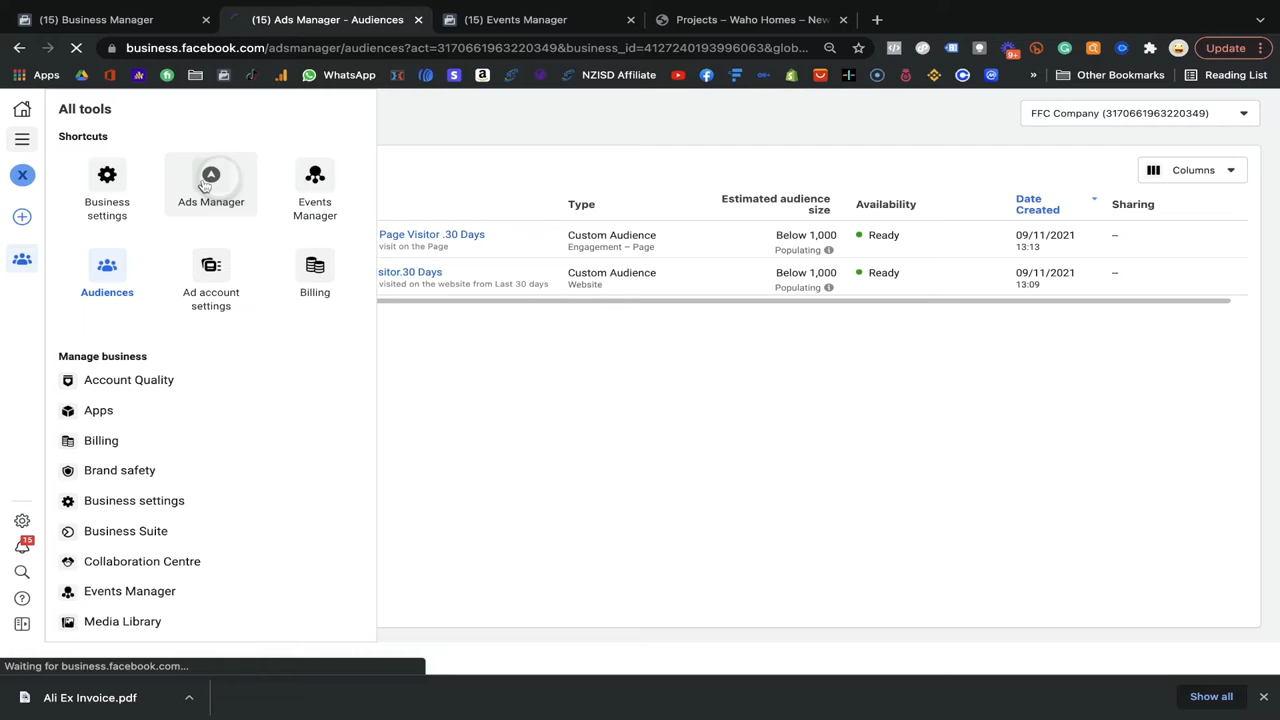 (15) Business Manager
(15) Ads Manager - Audiences
(15) Events Manager
Projects – Waho Homes – New
business.facebook.com/adsmanager/audiences?act=3170661963220349&business_id=4127240193996063&glob...
Update
Apps
WhatsApp
NZISD Affiliate
»
Other Bookmarks
Reading List
9+
All tools
Shortcuts
Business settings
Ads Manager
Events Manager
Audiences
Ad account settings
Billing
Manage business
Account Quality
Apps
Billing
Brand safety
Business settings
Business Suite
Collaboration Centre
Events Manager
Media Library
X
15
FFC Company (3170661963220349)
Columns
Type
Estimated audience size
Availability
Date Created
Sharing
Page Visitor .30 Days
visit on the Page
Custom Audience
Engagement – Page
Below 1,000
Populating
Ready
09/11/2021
13:13
--
sitor.30 Days
visited on the website from Last 30 days
Custom Audience
Website
Below 1,000
Populating
Ready
09/11/2021
13:09
--
Waiting for business.facebook.com...
Ali Ex Invoice.pdf
Show all